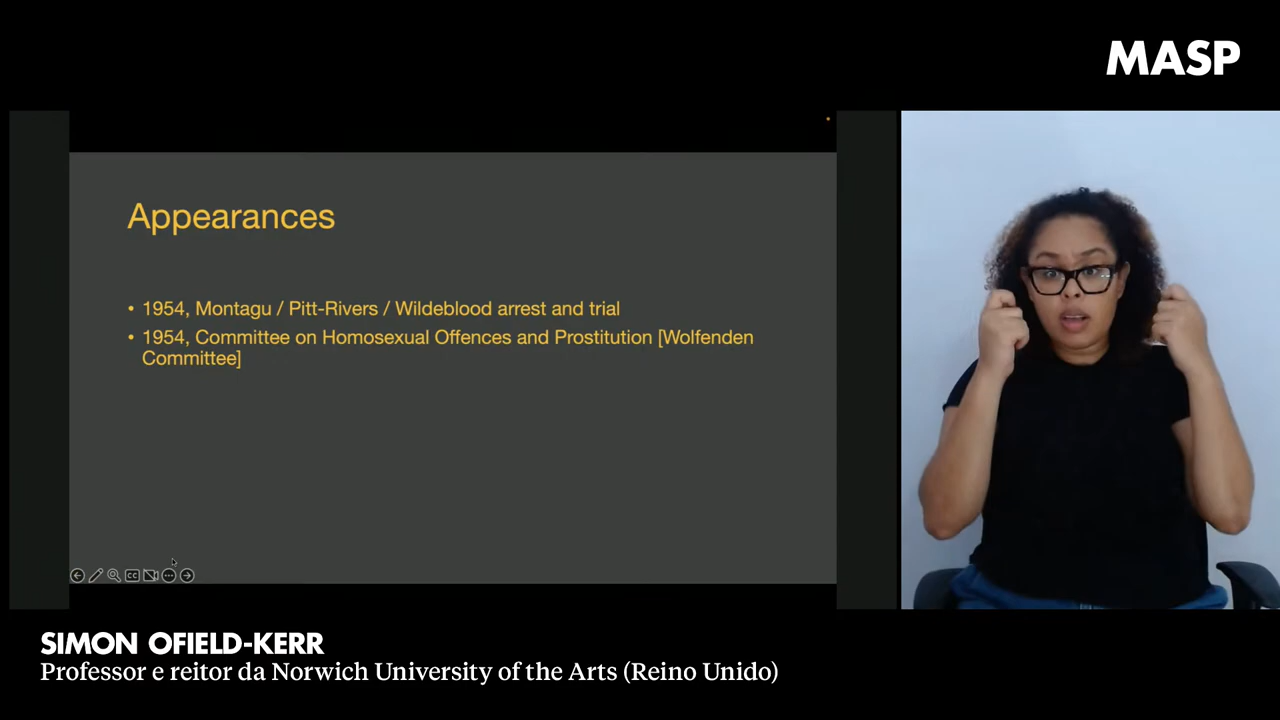 MASP
Appearances
• 1954, Montagu / Pitt-Rivers / Wildeblood arrest and trial
• 1954, Committee on Homosexual Offences and Prostitution [Wolfenden
Committee]
CC
SIMON OFIELD-KERR
Professor e reitor da Norwich University of the Arts (Reino Unido)